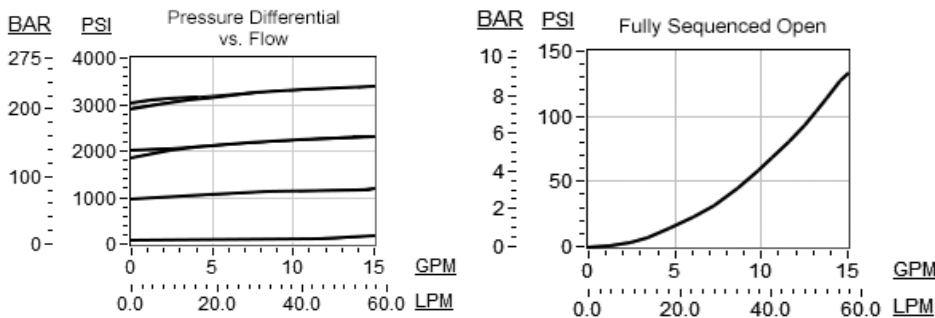 Pressure Differential
vs. Flow
BAR PSI
275 4000
200 3000
2000
100 1000
0 0
0 5 10 15 GPM
0.0 20.0 40.0 60.0 LPM
Fully Sequenced Open
BAR PSI
10 150
8
6 100
4 50
2
0 0
0 5 10 15 GPM
0.0 20.0 40.0 60.0 LPM